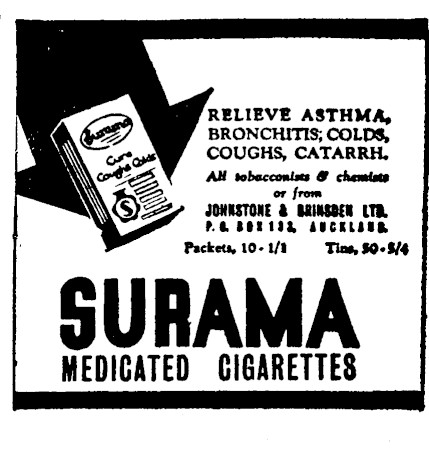 Surama
Cure
Coughs Colds
S
RELIEVE ASTHMA,
BRONCHITIS, COLDS,
COUGHS, CATARRH.
All tobacconists & chemists
or from
JOHNSTONE & BRINSDEN LTD.
P.O. BOX 133, AUCKLAND.
Packets, 10 - 1/1 Tins, 50 - 5/4
SURAMA
MEDICATED CIGARETTES